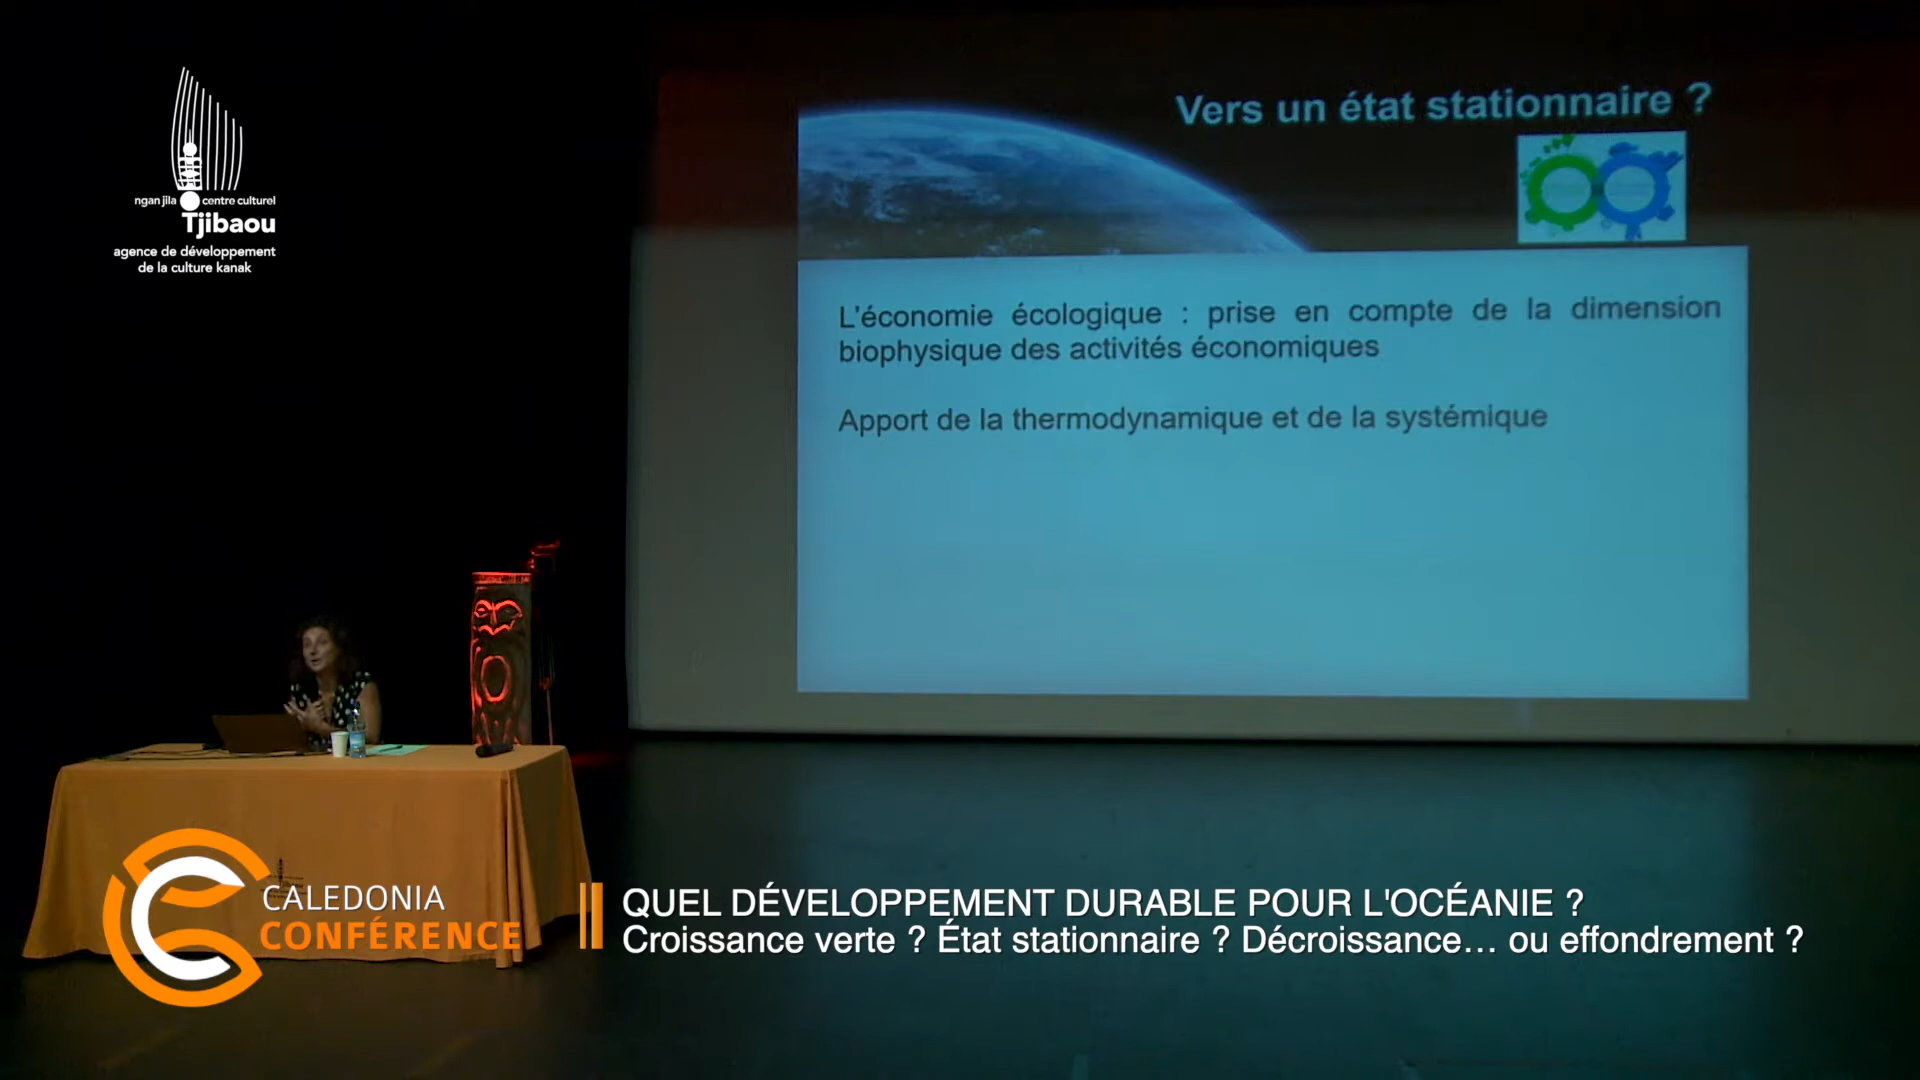 ngan jila centre culturel
Tjibaou
agence de développement
de la culture kanak
Vers un état stationnaire ?
L'économie écologique : prise en compte de la dimension
biophysique des activités économiques
Apport de la thermodynamique et de la systémique
CALEDONIA
CONFÉRENCE
QUEL DÉVELOPPEMENT DURABLE POUR L'OCÉANIE ?
Croissance verte ? État stationnaire ? Décroissance... ou effondrement ?